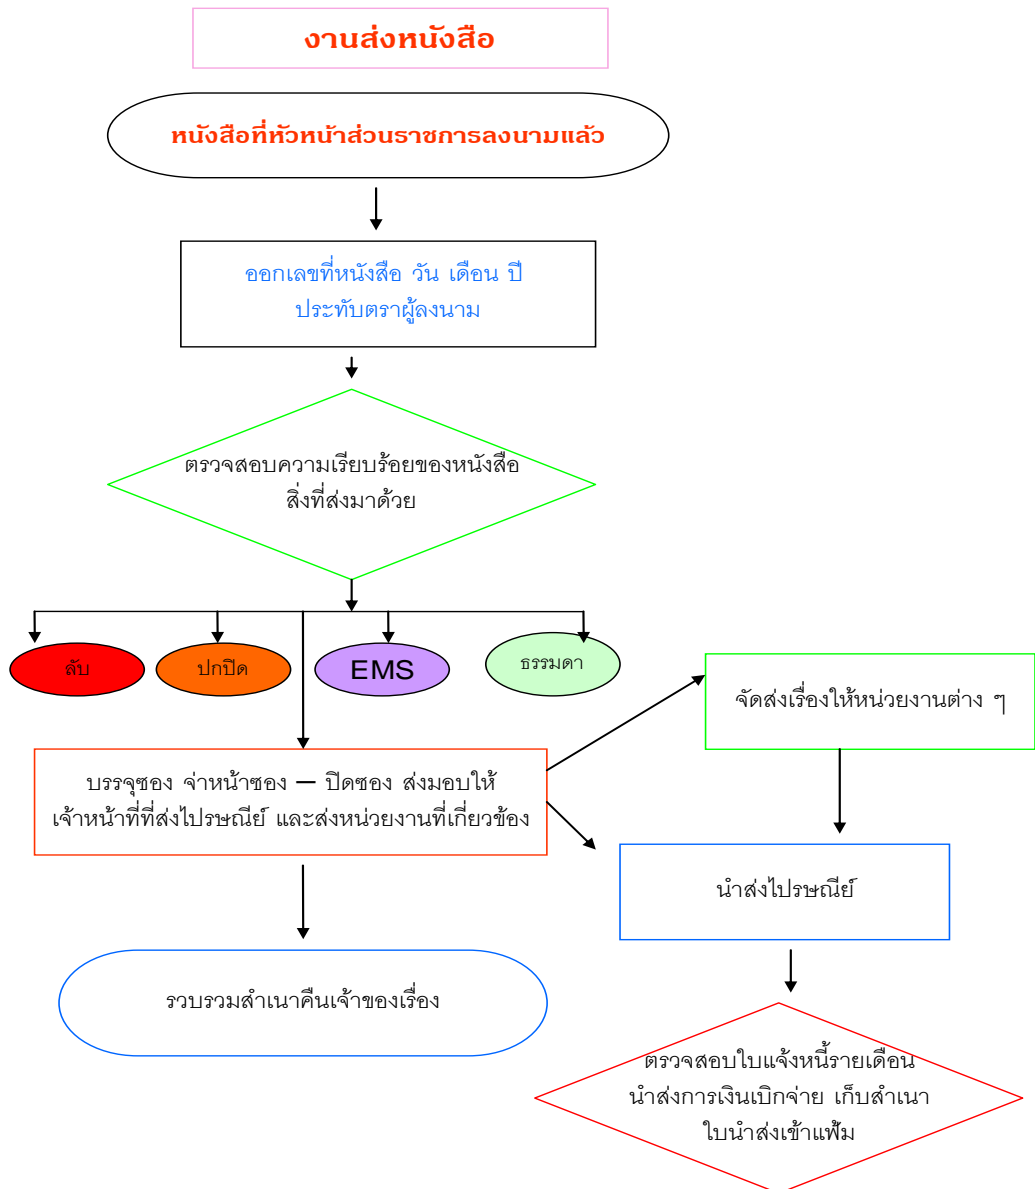 งานส่งหนังสือ
หนังสือที่หัวหน้าส่วนราชการลงนามแล้ว
ออกเลขที่หนังสือ วัน เดือน ปี
ประทับตราผู้ลงนาม
ตรวจสอบความเรียบร้อยของหนังสือ
สิ่งที่ส่งมาด้วย
ลับ
ปกปิด
EMS
ธรรมดา
จัดส่งเรื่องให้หน่วยงานต่าง ๆ
บรรจุซอง จ่าหน้าซอง – ปิดซอง ส่งมอบให้
เจ้าหน้าที่ที่ส่งไปรษณีย์ และส่งหน่วยงานที่เกี่ยวข้อง
นำส่งไปรษณีย์
รวบรวมสำเนาคืนเจ้าของเรื่อง
ตรวจสอบใบแจ้งหนี้รายเดือน
นำส่งการเงินเบิกจ่าย เก็บสำเนา
ใบนำส่งเข้าแฟ้ม